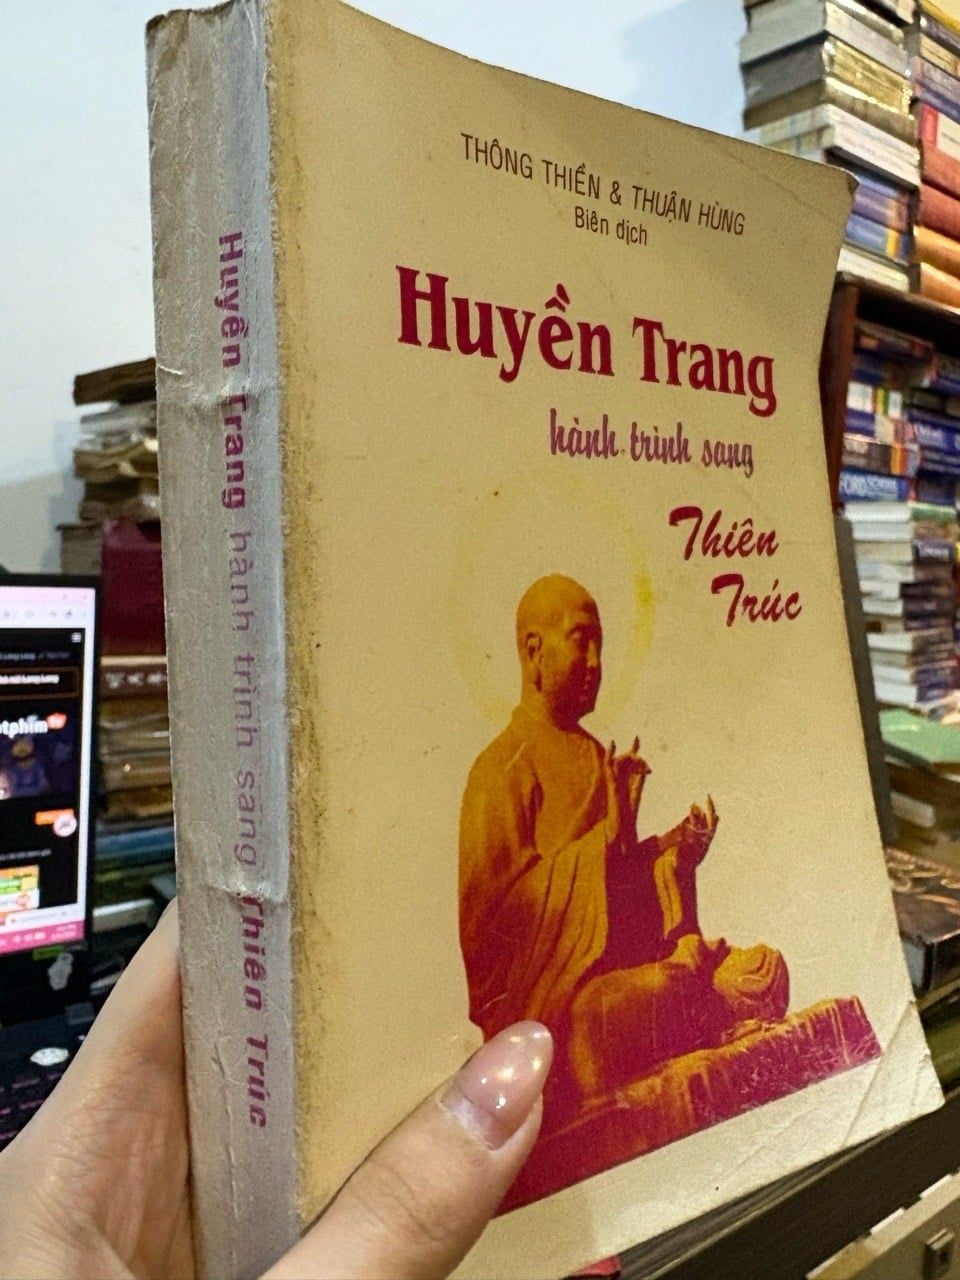 THÔNG THIỀN & THUẬN HÙNG
Biên dịch
Huyền Trang
hành trình sang
Thiên
Trúc
Huyền Trang hành trình sang Thiên Trúc